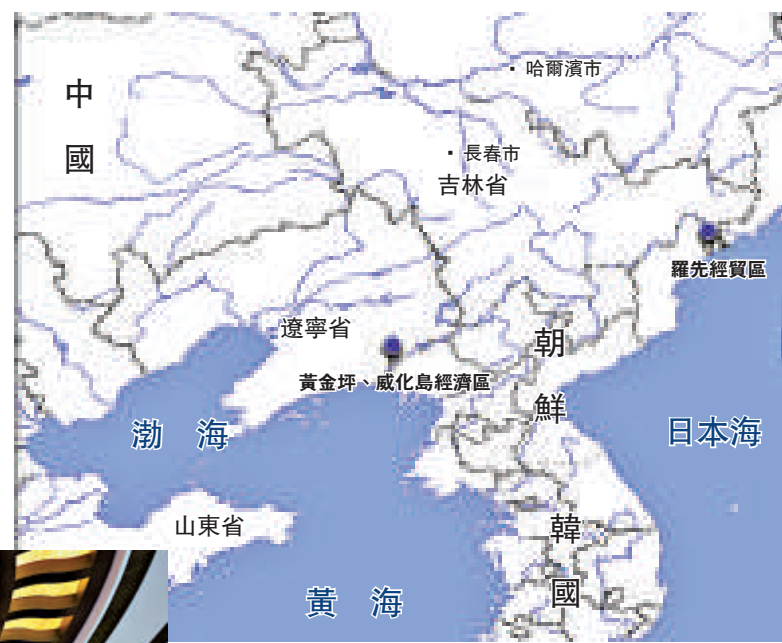 哈爾濱市
中國
長春市
吉林省
羅先經貿區
遼寧省
朝鮮
黃金坪、威化島經濟區
渤海
日本海
山東省
韓國
黃海